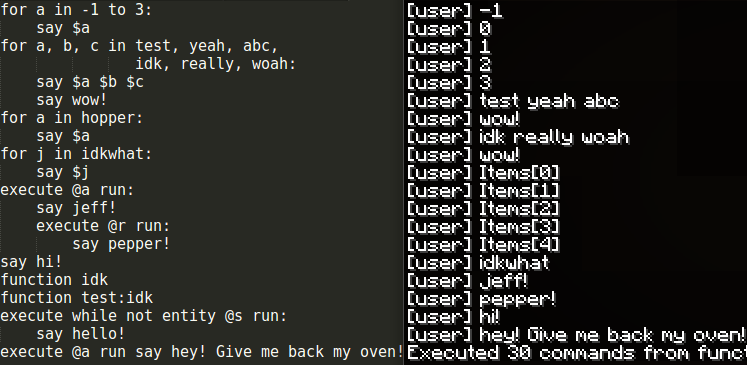 for a in -1 to 3:
    say $a
for a, b, c in test, yeah, abc,
               idk, really, woah:
    say $a $b $c
    say wow!
for a in hopper:
    say $a
for j in idkwhat:
    say $j
execute @a run:
    say jeff!
    execute @r run:
        say pepper!
say hi!
function idk
function test:idk
execute while not entity @s run:
    say hello!
execute @a run say hey! Give me back my oven!
[user] -1
[user] 0
[user] 1
[user] 2
[user] 3
[user] test yeah abc
[user] wow!
[user] idk really woah
[user] wow!
[user] Items[0]
[user] Items[1]
[user] Items[2]
[user] Items[3]
[user] Items[4]
[user] idkwhat
[user] jeff!
[user] pepper!
[user] hi!
[user] hey! Give me back my oven!
Executed 30 commands from funct